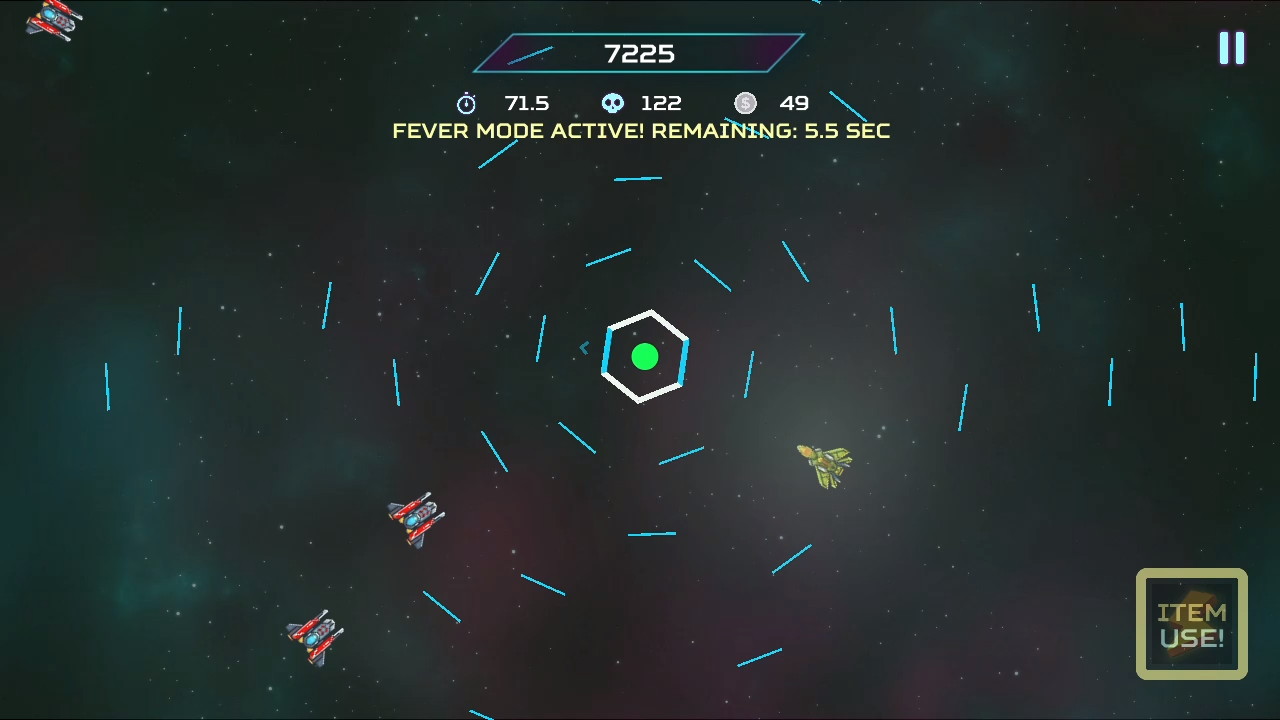 7225
71.5 122 $ 49
FEVER MODE ACTIVE! REMAINING: 5.5 SEC
ITEM
USE!